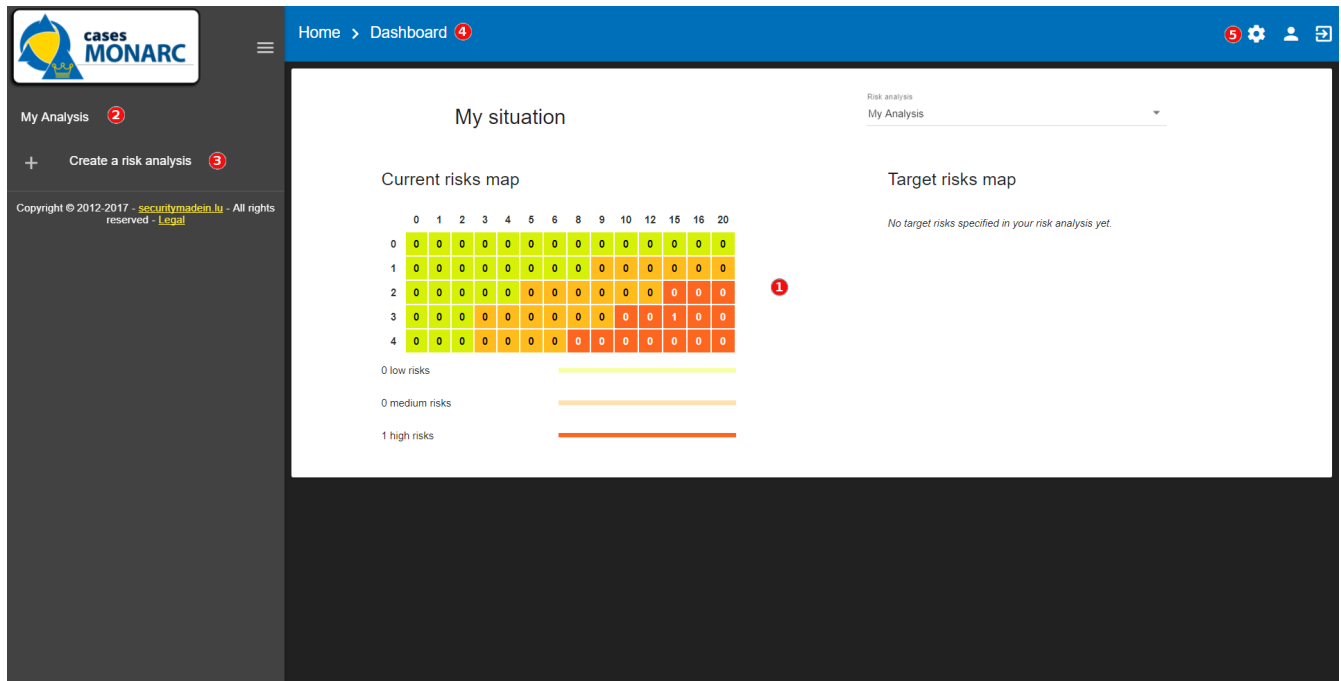 cases
MONARC
Home > Dashboard 4
5
My Analysis 2
+ Create a risk analysis 3
Copyright © 2012-2017 - securitymadein.lu - All rights
reserved - Legal
My situation
Risk analysis
My Analysis
Current risks map
Target risks map
No target risks specified in your risk analysis yet.
0 1 2 3 4 5 6 8 9 10 12 15 16 20
0 0 0 0 0 0 0 0 0 0 0 0 0 0 0
1 0 0 0 0 0 0 0 0 0 0 0 0 0 0
2 0 0 0 0 0 0 0 0 0 0 0 0 0 0
3 0 0 0 0 0 0 0 0 0 0 0 1 0 0
4 0 0 0 0 0 0 0 0 0 0 0 0 0 0
1
0 low risks
0 medium risks
1 high risks